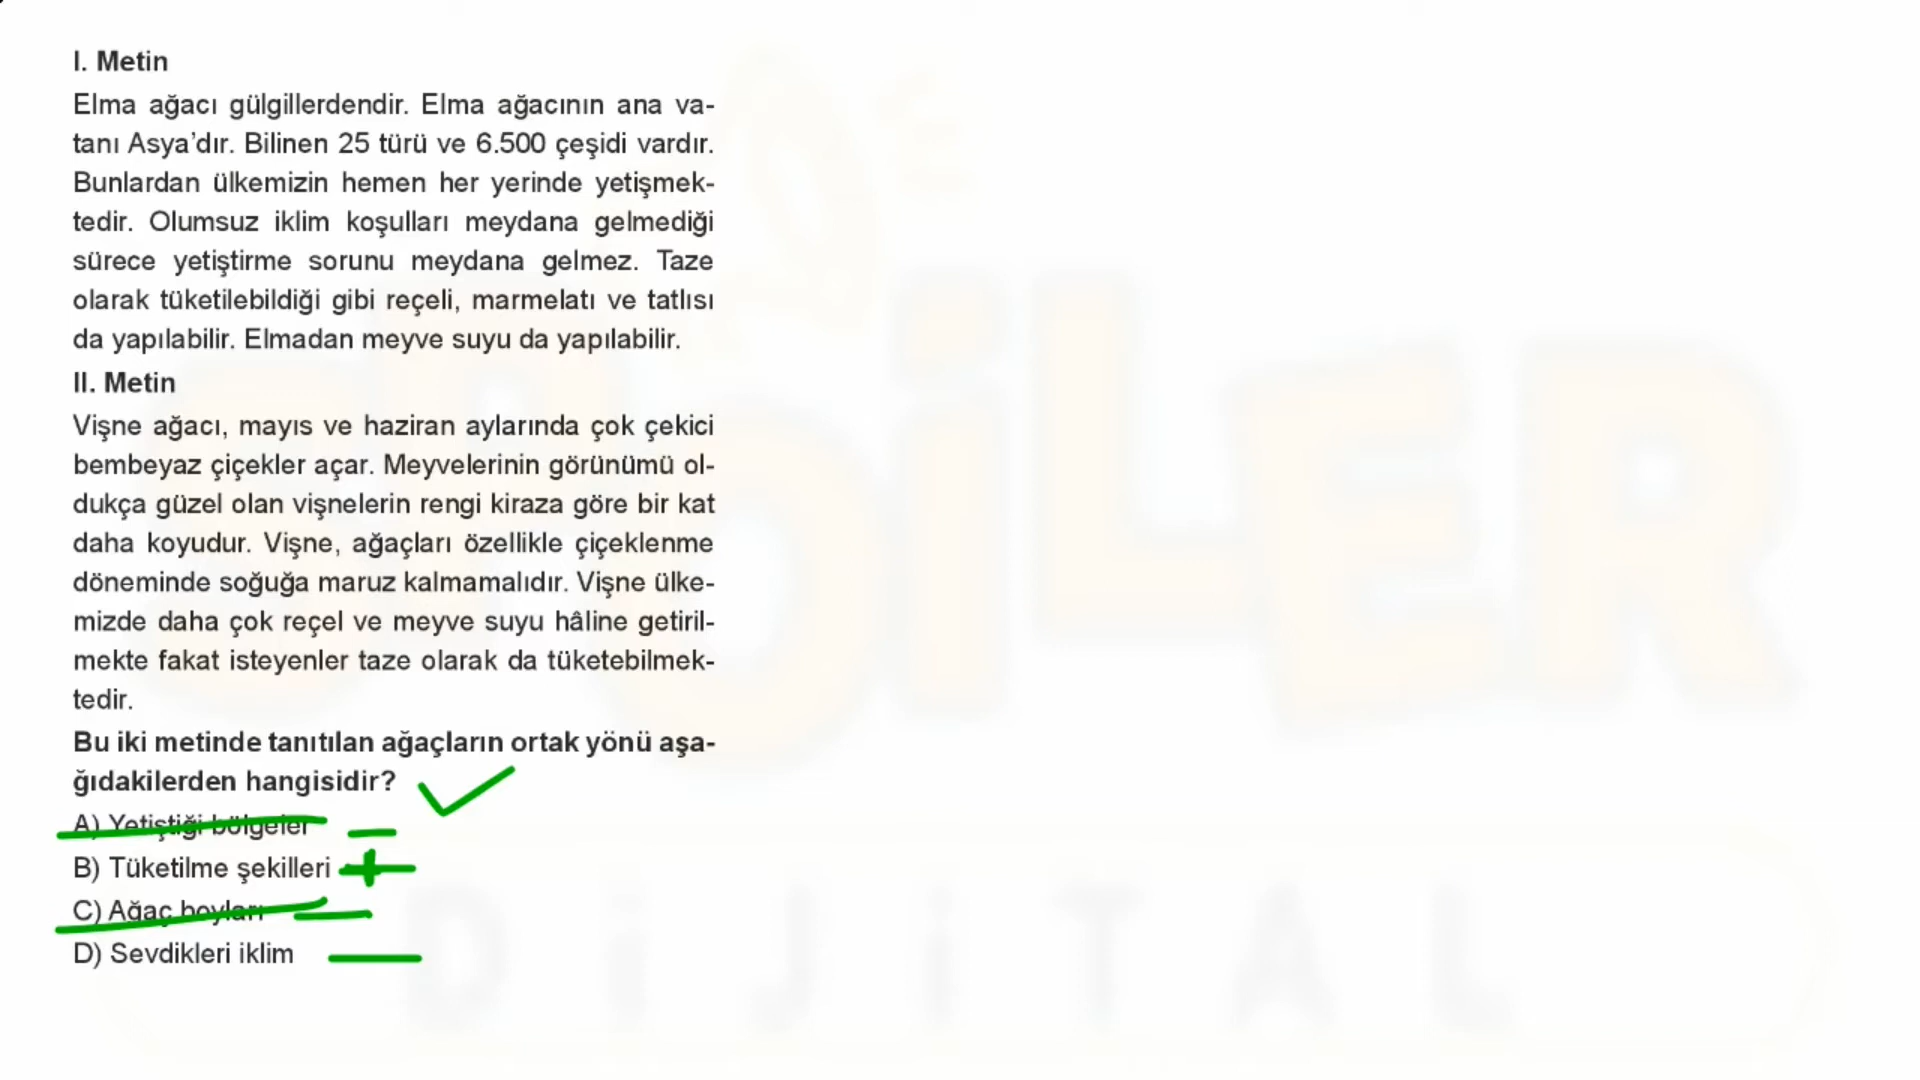 I. Metin
Elma ağacı gülgillerdendir. Elma ağacının ana va-
tanı Asya’dır. Bilinen 25 türü ve 6.500 çeşidi vardır.
Bunlardan ülkemizin hemen her yerinde yetişmek-
tedir. Olumsuz iklim koşulları meydana gelmediği
sürece yetiştirme sorunu meydana gelmez. Taze
olarak tüketilebildiği gibi reçeli, marmelatı ve tatlısı
da yapılabilir. Elmadan meyve suyu da yapılabilir.
II. Metin
Vişne ağacı, mayıs ve haziran aylarında çok çekici
bembeyaz çiçekler açar. Meyvelerinin görünümü ol-
dukça güzel olan vişnelerin rengi kiraza göre bir kat
daha koyudur. Vişne, ağaçları özellikle çiçeklenme
döneminde soğuğa maruz kalmamalıdır. Vişne ülke-
mizde daha çok reçel ve meyve suyu hâline getiril-
mekte fakat isteyenler taze olarak da tüketebilmek-
tedir.
Bu iki metinde tanıtılan ağaçların ortak yönü aşa-
ğıdakilerden hangisidir?
A) Yetiştiği bölgeler
B) Tüketilme şekilleri
C) Ağaç boyları
D) Sevdikleri iklim
SPOİLER
DİJİTAL